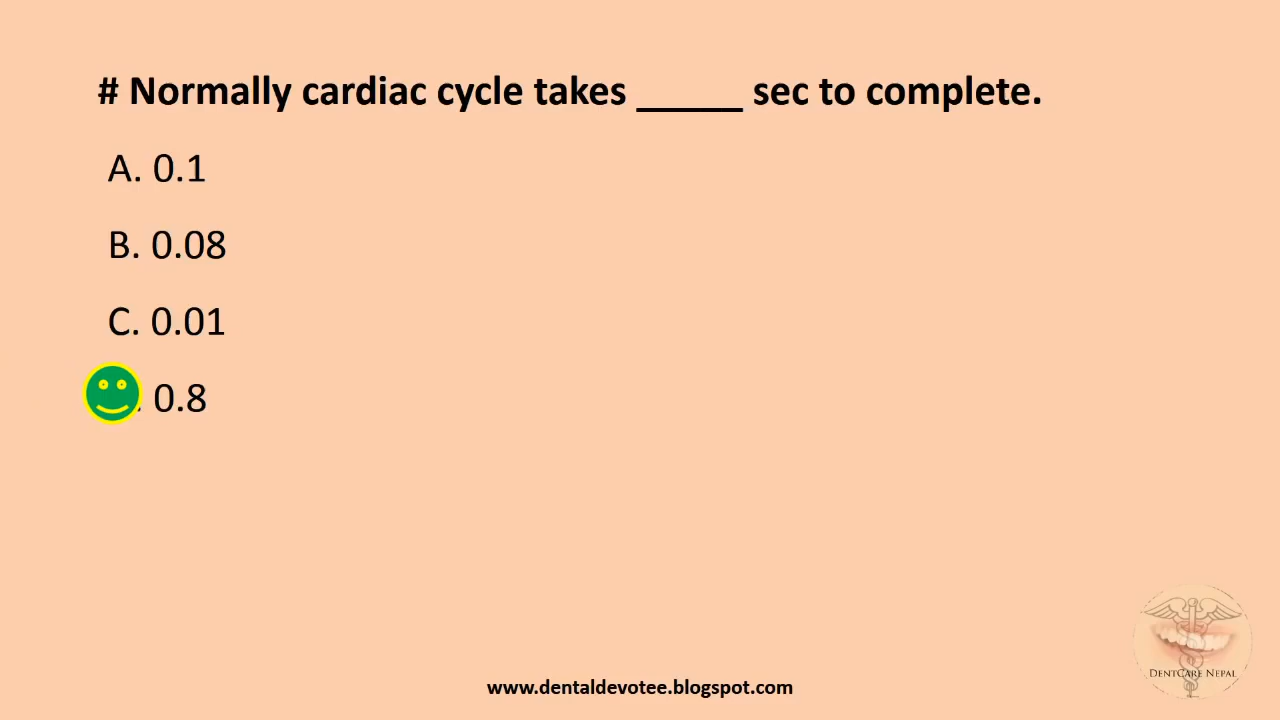 # Normally cardiac cycle takes _____ sec to complete.
A. 0.1
B. 0.08
C. 0.01
0.8
DentCare Nepal
www.dentaldevotee.blogspot.com